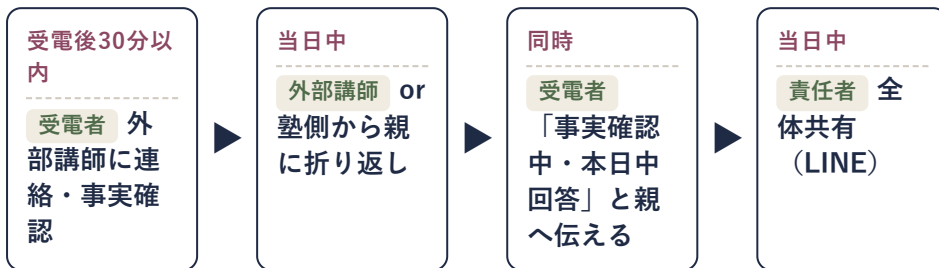 受電後30分以
内
受電者 外
部講師に連
絡・事実確
認
当日中
外部講師 or
塾側から親
に折り返し
同時
受電者
「事実確認
中・本日中
回答」と親
へ伝える
当日中
責任者 全
体共有
（LINE）